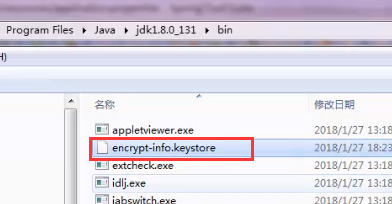 Program Files ▸ Java ▸ jdk1.8.0_131 ▸ bin
H)
名称 修改日期
appletviewer.exe 2018/1/27 13:18
encrypt-info.keystore 2018/1/27 18:23
extcheck.exe 2018/1/27 13:18
idlj.exe 2018/1/27 13:18
jabswitch.exe 2018/1/27 13:18